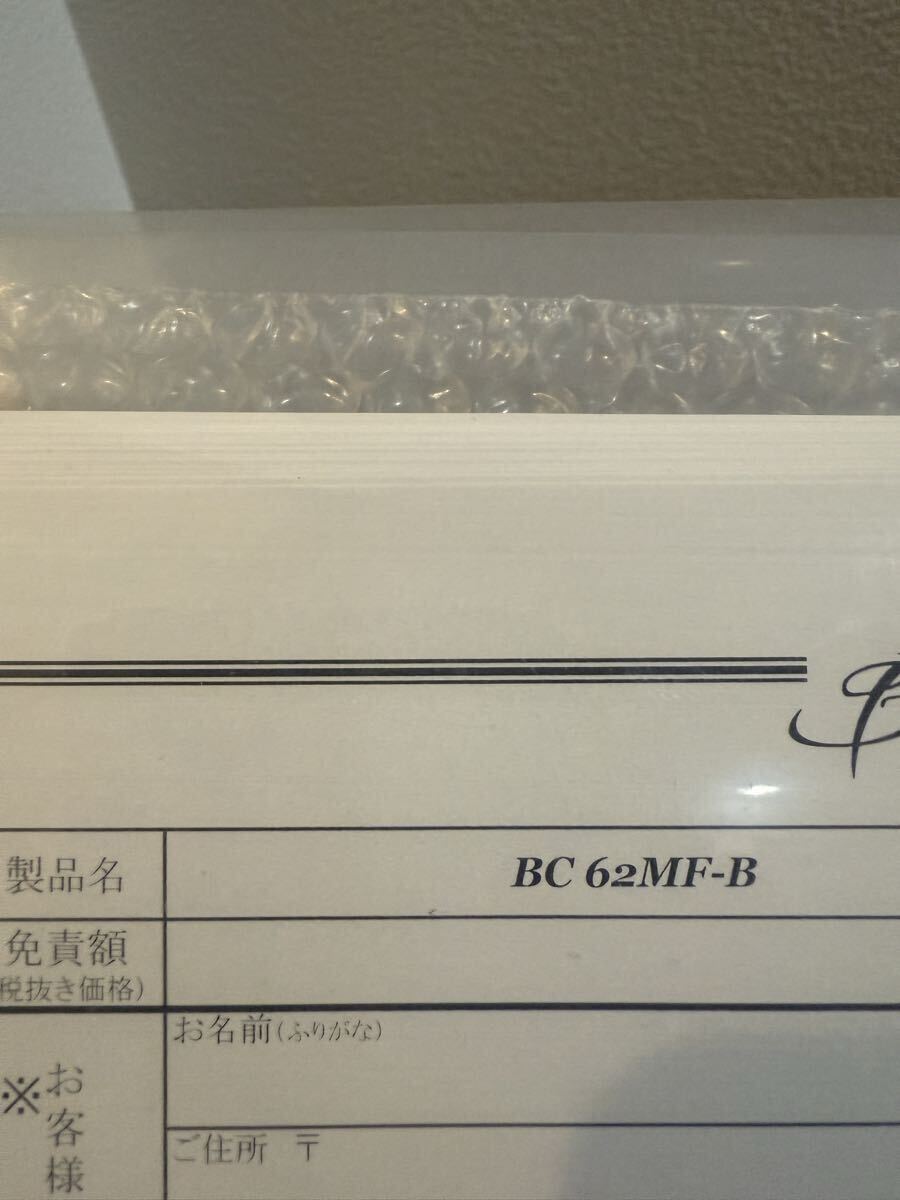 製品名 BC 62MF-B
免責額
税抜き価格)
お名前(ふりがな)
※お客様
ご住所 〒